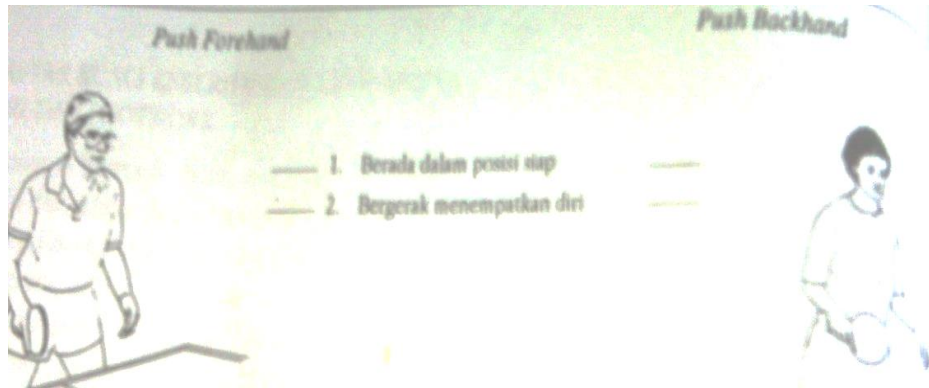 Push Forehand
Push Backhand
1. Berada dalam posisi siap
2. Bergerak menempatkan diri